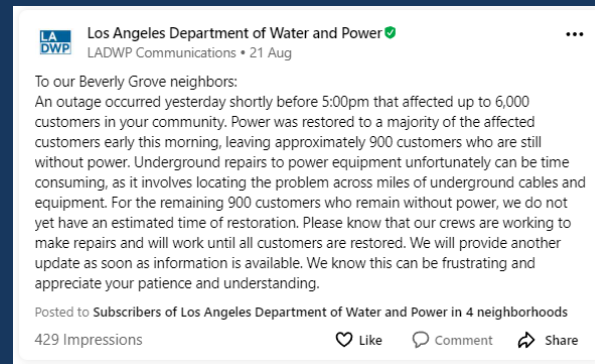 LA
DWP
Los Angeles Department of Water and Power
LADWP Communications • 21 Aug
To our Beverly Grove neighbors:
An outage occurred yesterday shortly before 5:00pm that affected up to 6,000
customers in your community. Power was restored to a majority of the affected
customers early this morning, leaving approximately 900 customers who are still
without power. Underground repairs to power equipment unfortunately can be time
consuming, as it involves locating the problem across miles of underground cables and
equipment. For the remaining 900 customers who remain without power, we do not
yet have an estimated time of restoration. Please know that our crews are working to
make repairs and will work until all customers are restored. We will provide another
update as soon as information is available. We know this can be frustrating and
appreciate your patience and understanding.
Posted to Subscribers of Los Angeles Department of Water and Power in 4 neighborhoods
429 Impressions Like Comment Share